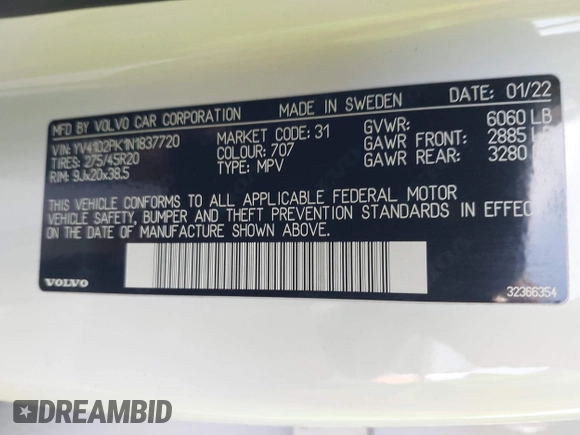 MFD BY VOLVO CAR CORPORATION MADE IN SWEDEN DATE: 01/22
VIN: YV4102PK1N1837720 MARKET CODE: 31 GVWR: 6060 LB
TIRES: 275/45R20 COLOUR: 707 GAWR FRONT: 2885 LB
RIM: 9Jx20x38.5 TYPE: MPV GAWR REAR: 3280 LB
THIS VEHICLE CONFORMS TO ALL APPLICABLE FEDERAL MOTOR
VEHICLE SAFETY, BUMPER AND THEFT PREVENTION STANDARDS IN EFFEC
ON THE DATE OF MANUFACTURE SHOWN ABOVE.
VOLVO 32366354
DREAMBID